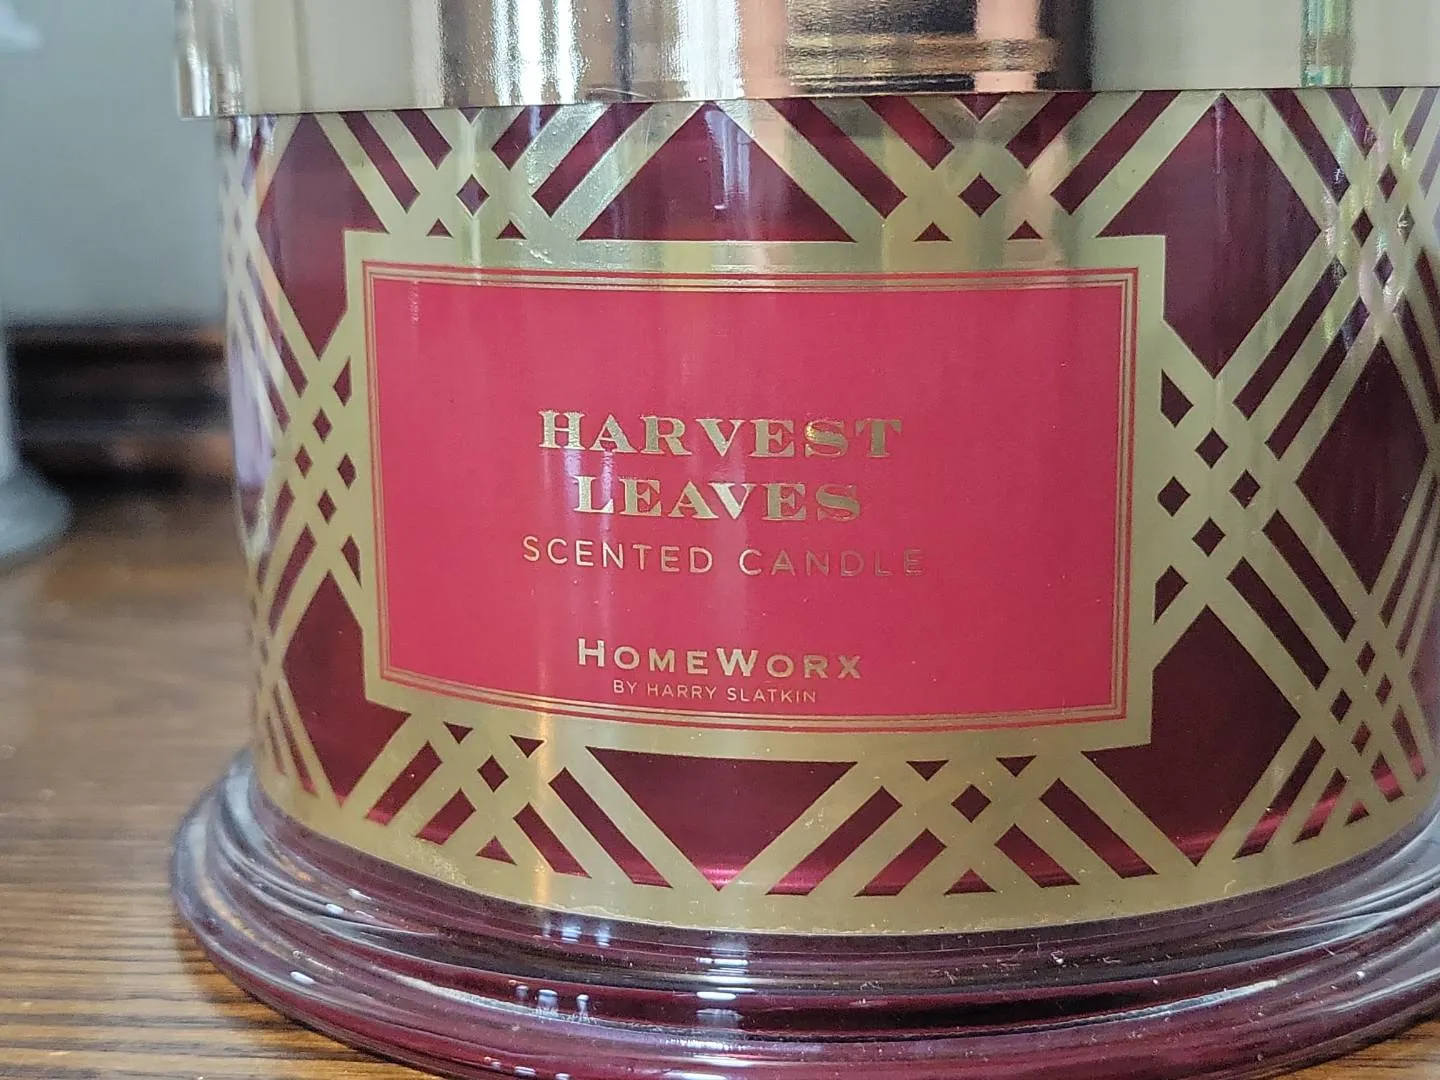 HARVEST
LEAVES
SCENTED CANDLE
HOMEWORX
BY HARRY SLATKIN